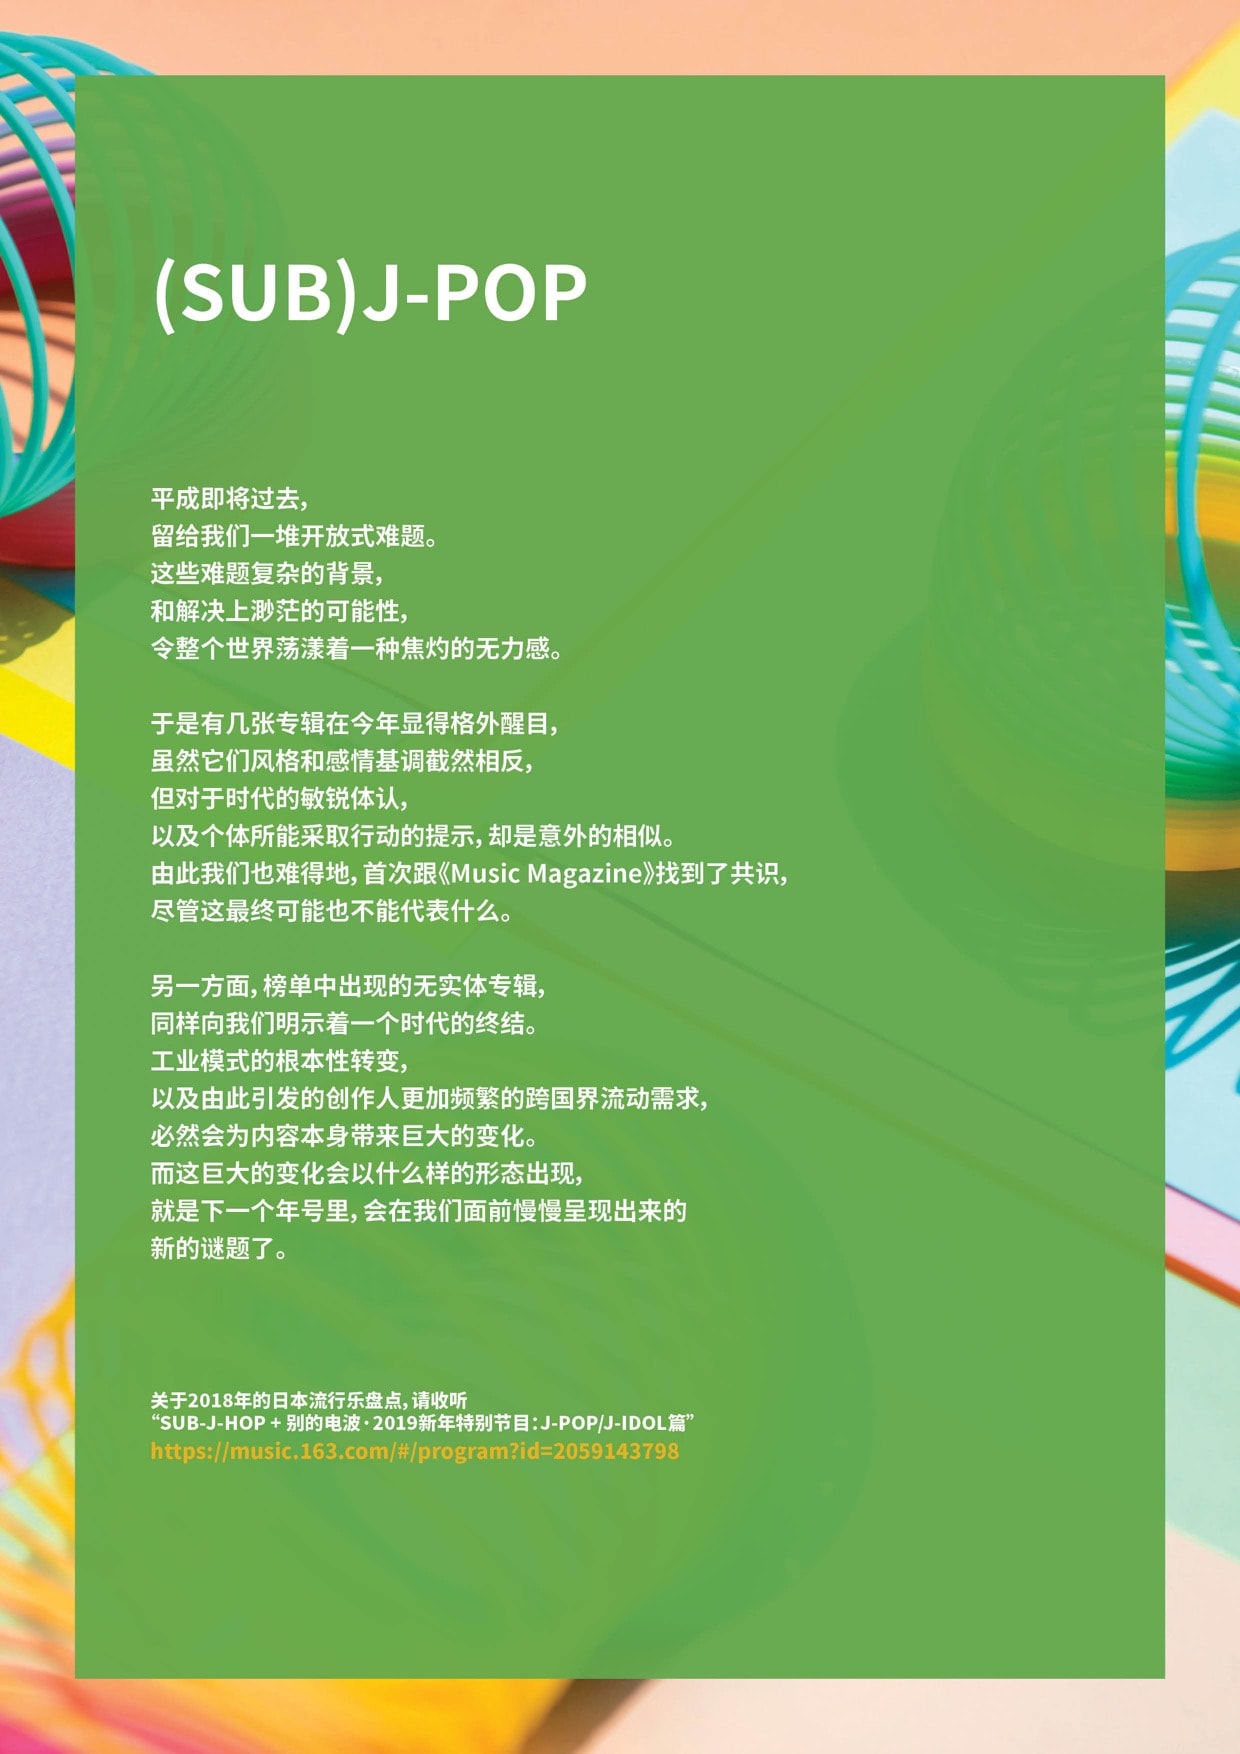 (SUB)J-POP
平成即将过去，
留给我们一堆开放式难题。
这些难题复杂的背景，
和解决上渺茫的可能性，
令整个世界荡漾着一种焦灼的无力感。
于是有几张专辑在今年显得格外醒目，
虽然它们风格和感情基调截然相反，
但对于时代的敏锐体认，
以及个体所能采取行动的提示，却是意外的相似。
由此我们也难得地，首次跟《Music Magazine》找到了共识，
尽管这最终可能也不能代表什么。
另一方面，榜单中出现的无实体专辑，
同样向我们明示着一个时代的终结。
工业模式的根本性转变，
以及由此引发的创作人更加频繁的跨国界流动需求，
必然会为内容本身带来巨大的变化。
而这巨大的变化会以什么样的形态出现，
就是下一个年号里，会在我们面前慢慢呈现出来的
新的谜题了。
关于2018年的日本流行乐盘点，请收听
“SUB-J-HOP + 别的电波·2019新年特别节目：J-POP/J-IDOL篇”
https://music.163.com/#/program?id=2059143798